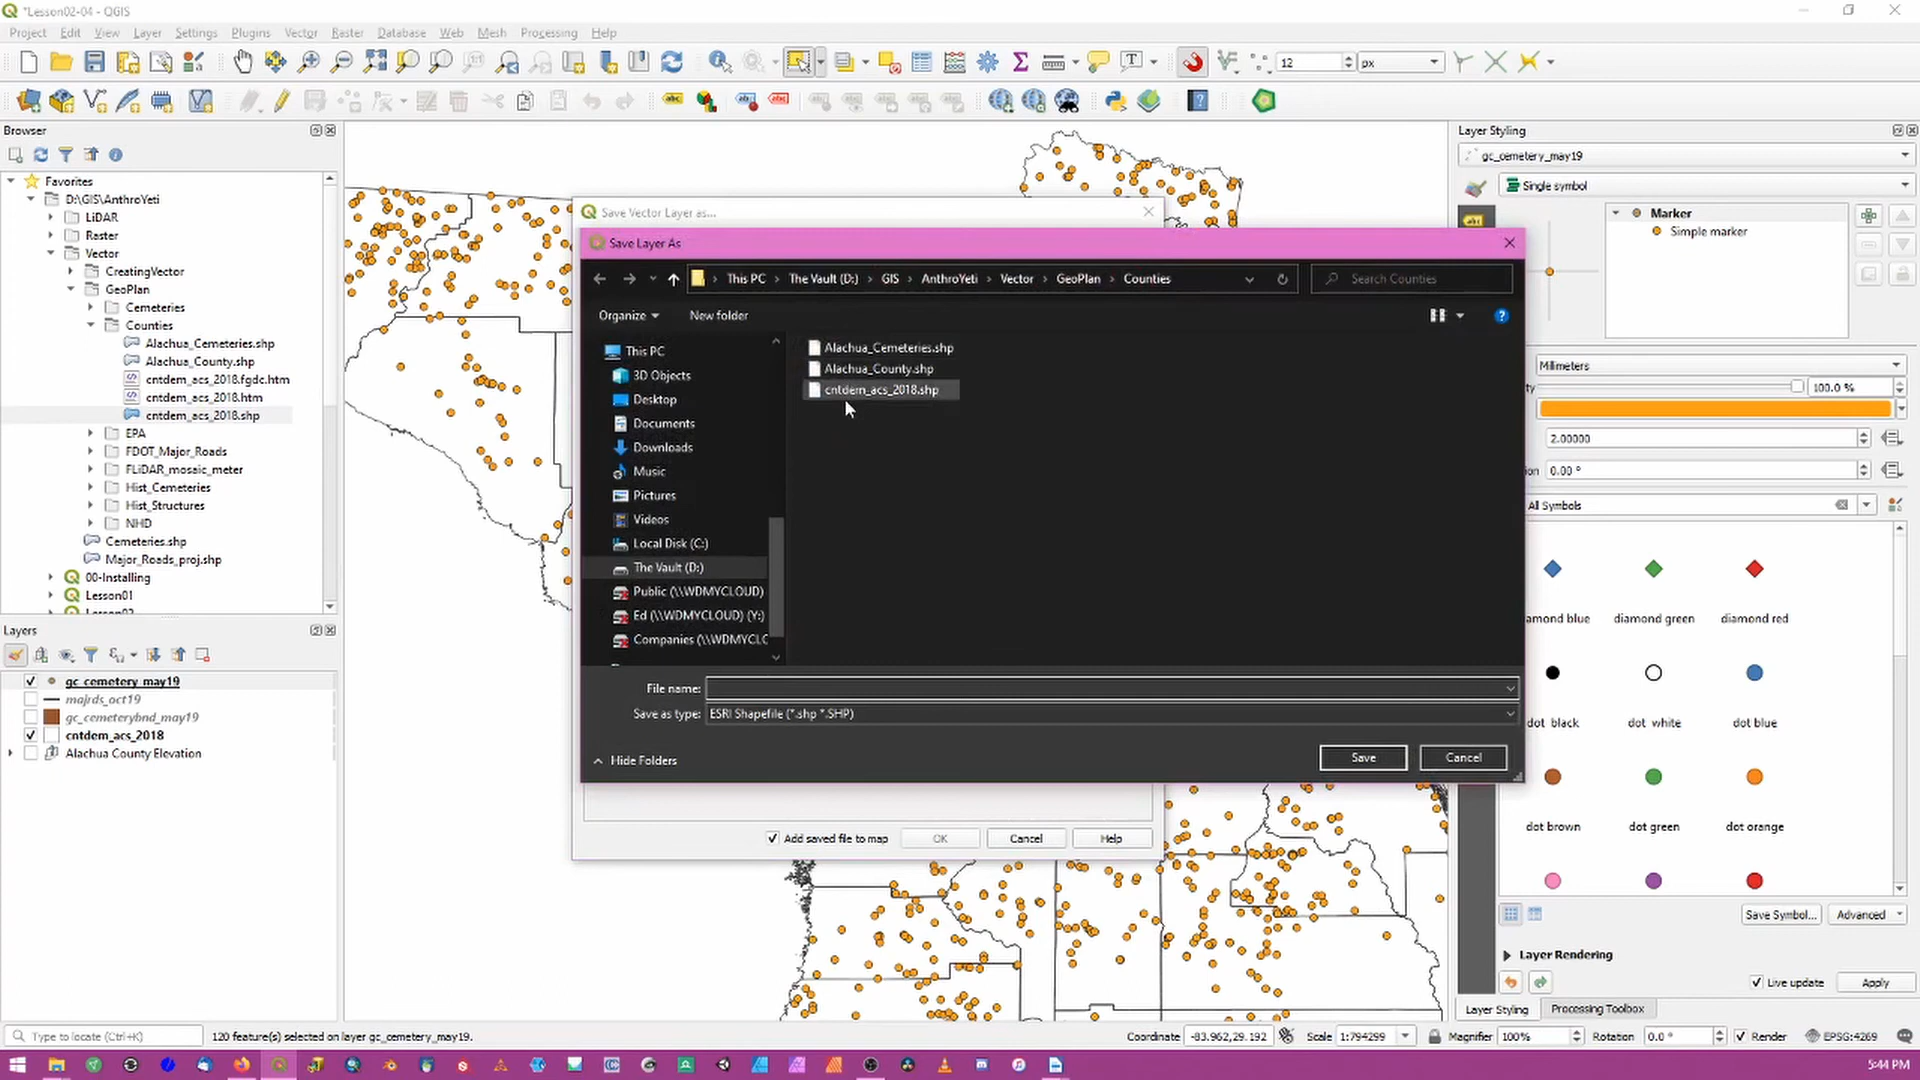 *Lesson02-04 - QGIS
Project Edit View Layer Settings Plugins Vector Raster Database Web Mesh Processing Help
12 px
Browser
Favorites
D:\GIS\AnthroYeti
LiDAR
Raster
Vector
CreatingVector
GeoPlan
Cemeteries
Counties
Alachua_Cemeteries.shp
Alachua_County.shp
cntdem_acs_2018.fgdc.htm
cntdem_acs_2018.htm
cntdem_acs_2018.shp
EPA
FDOT_Major_Roads
FLiDAR_mosaic_meter
Hist_Cemeteries
Hist_Structures
NHD
Cemeteries.shp
Major_Roads_proj.shp
00-Installing
Lesson01
Layers
gc_cemetery_may19
majrds_oct19
gc_cemeterybnd_may19
cntdem_acs_2018
Alachua County Elevation
Save Vector Layer as...
Save Layer As
This PC The Vault (D:) GIS AnthroYeti Vector GeoPlan Counties
Search Counties
Organize New folder
This PC
3D Objects
Desktop
Documents
Downloads
Music
Pictures
Videos
Local Disk (C:)
The Vault (D:)
Public (\\WDMYCLOUD)
Ed (\\WDMYCLOUD) (Y:)
Companies (\\WDMYCLC
Alachua_Cemeteries.shp
Alachua_County.shp
cntdem_acs_2018.shp
File name:
Save as type: ESRI Shapefile (*.shp *.SHP)
Hide Folders
Save Cancel
Add saved file to map OK Cancel Help
Layer Styling
gc_cemetery_may19
Single symbol
Marker
Simple marker
Milimeters
100.0 %
2.00000
0.00 °
All Symbols
diamond green diamond red
dot black dot white dot blue
dot brown dot green dot orange
Save Symbol... Advanced
Layer Rendering
Live update Apply
Layer Styling Processing Toolbox
Type to locate (Ctrl+K) 120 feature(s) selected on layer gc_cemetery_may19. Coordinate -83.962,29.192 Scale 1:794299 Magnifier 100% Rotation 0.0 ° Render EPSG:4269
5:44 PM